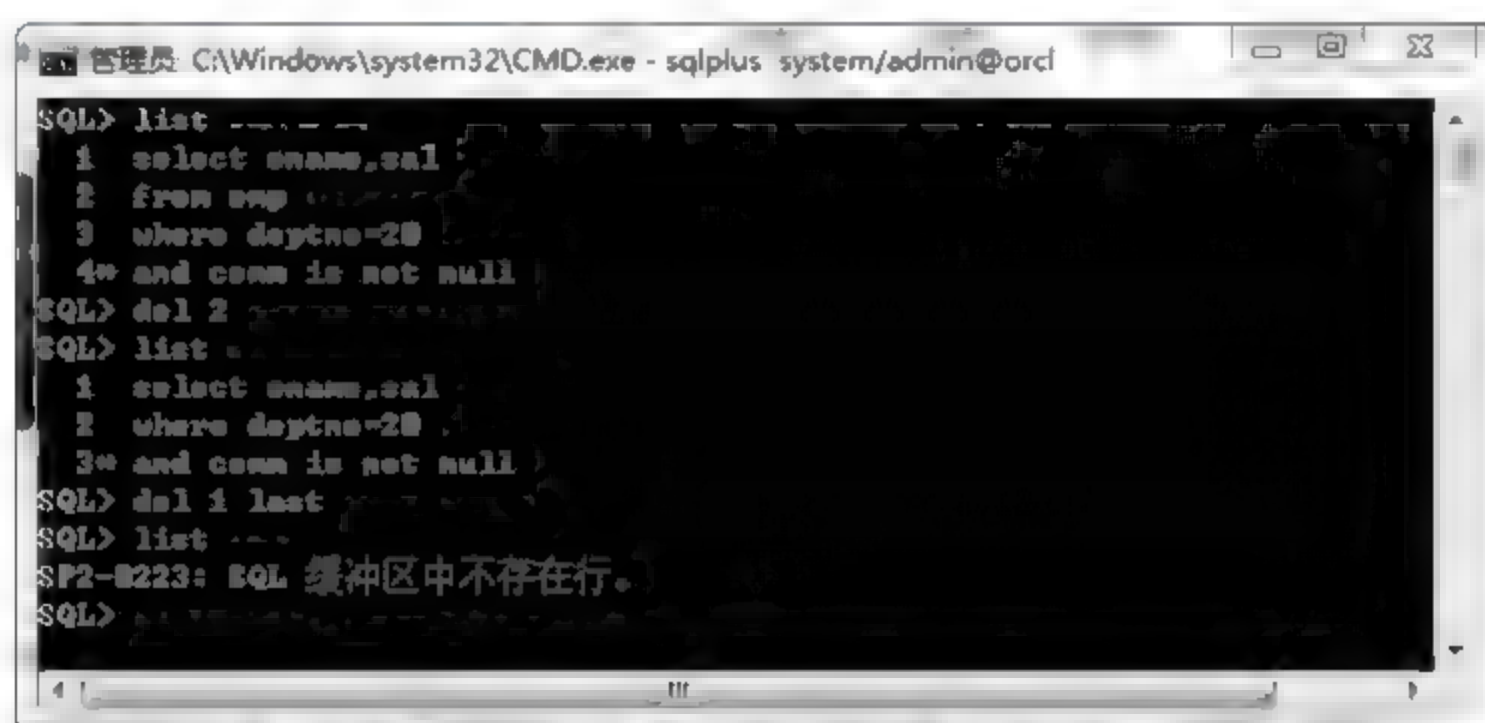 管理员 C:\Windows\system32\CMD.exe - sqlplus system/admin@orcl
SQL> list
1 select ename,sal
2 from emp
3 where deptno=20
4* and comm is not null
SQL> del 2
SQL> list
1 select ename,sal
2 where deptno=20
3* and comm is not null
SQL> del 1 last
SQL> list
SP2-0223: SQL 缓冲区中不存在行。
SQL>